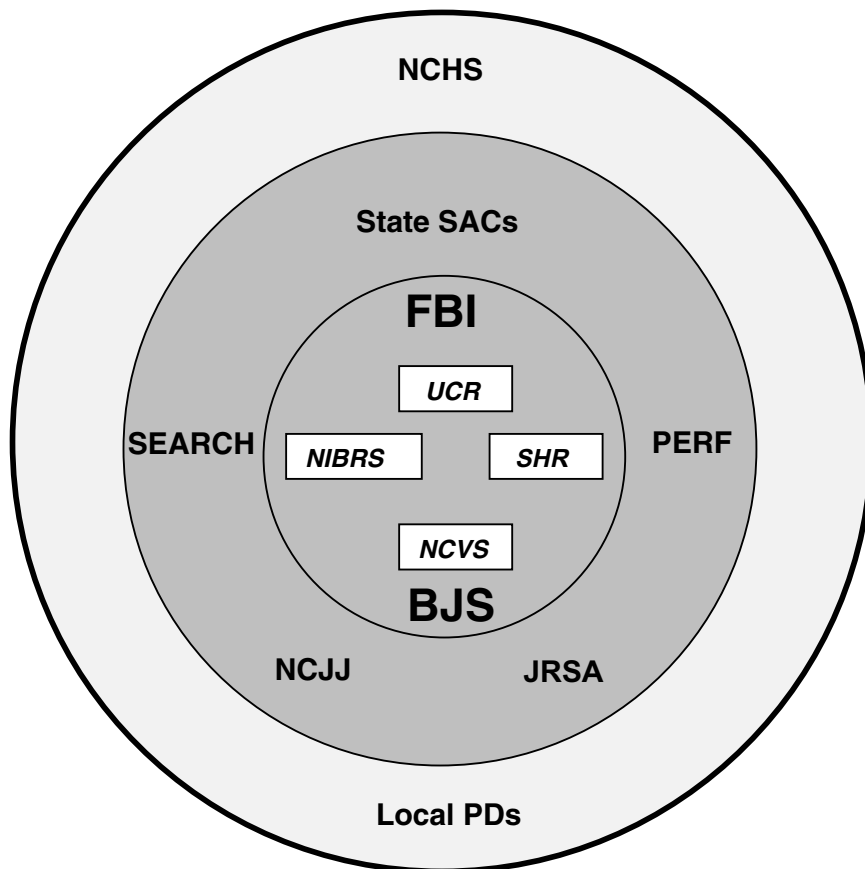 NCHS
State SACs
FBI
UCR
SEARCH
NIBRS
SHR
PERF
NCVS
BJS
NCJJ
JRSA
Local PDs